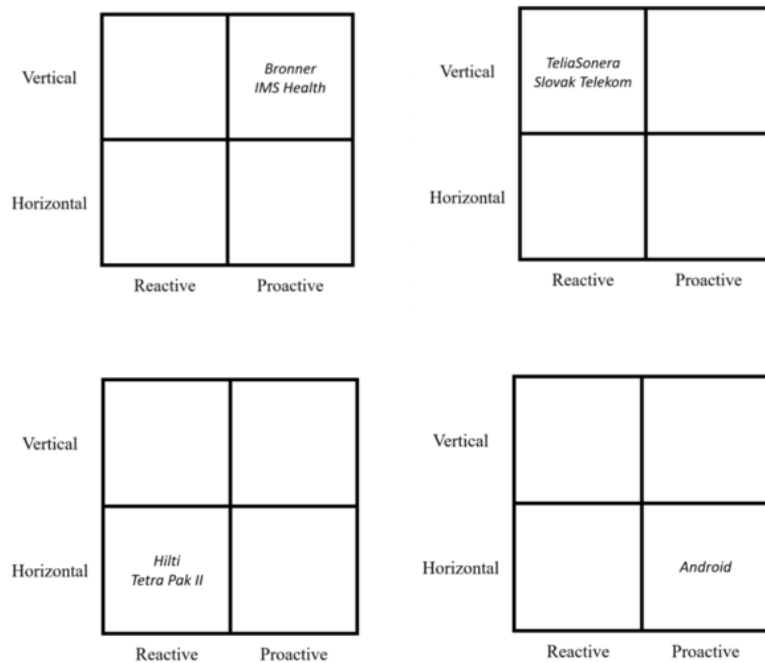 Vertical
Bronner
IMS Health
Horizontal
Reactive
Proactive
Vertical
TeliaSonera
Slovak Telekom
Horizontal
Reactive
Proactive
Vertical
Horizontal
Hilti
Tetra Pak II
Reactive
Proactive
Vertical
Horizontal
Android
Reactive
Proactive